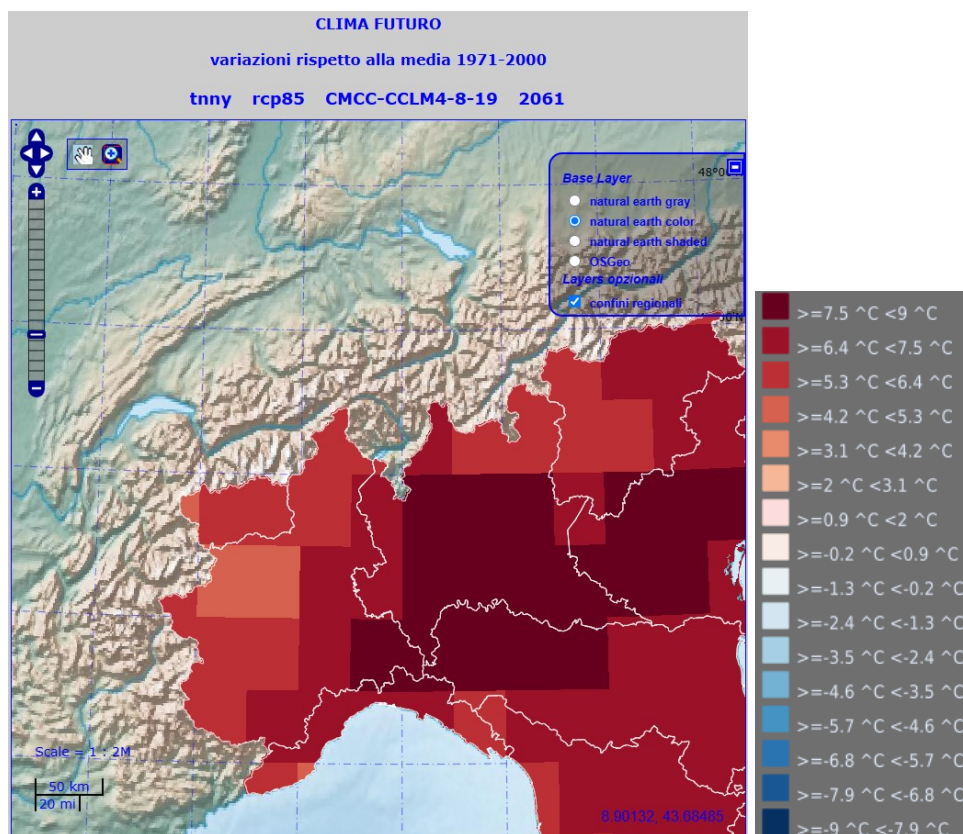 CLIMA FUTURO
variazioni rispetto alla media 1971-2000
tnny rcp85 CMCC-CCLM4-8-19 2061
Base Layer
48°0
natural earth gray
natural earth color
natural earth shaded
OSGeo
Layers opzionali
confini regionali
Scale = 1 : 2M
50 km
20 mi
8.90132, 43.68485
>=7.5 ^C <9 ^C
>=6.4 ^C <7.5 ^C
>=5.3 ^C <6.4 ^C
>=4.2 ^C <5.3 ^C
>=3.1 ^C <4.2 ^C
>=2 ^C <3.1 ^C
>=0.9 ^C <2 ^C
>=-0.2 ^C <0.9 ^C
>=-1.3 ^C <-0.2 ^C
>=-2.4 ^C <-1.3 ^C
>=-3.5 ^C <-2.4 ^C
>=-4.6 ^C <-3.5 ^C
>=-5.7 ^C <-4.6 ^C
>=-6.8 ^C <-5.7 ^C
>=-7.9 ^C <-6.8 ^C
>=-9 ^C <-7.9 ^C